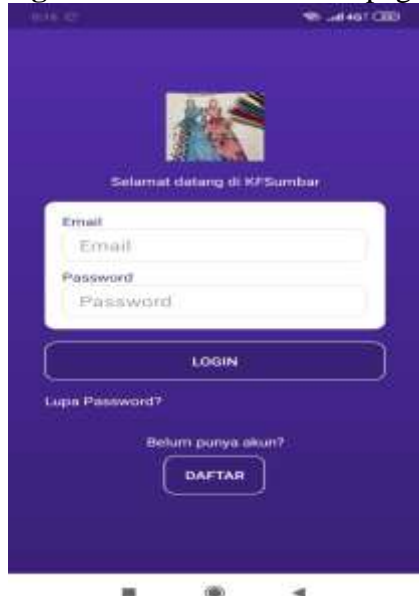 Selamat datang di KFSumbar
Email
Email
Password
Password
LOGIN
Lupa Password?
Belum punya akun?
DAFTAR